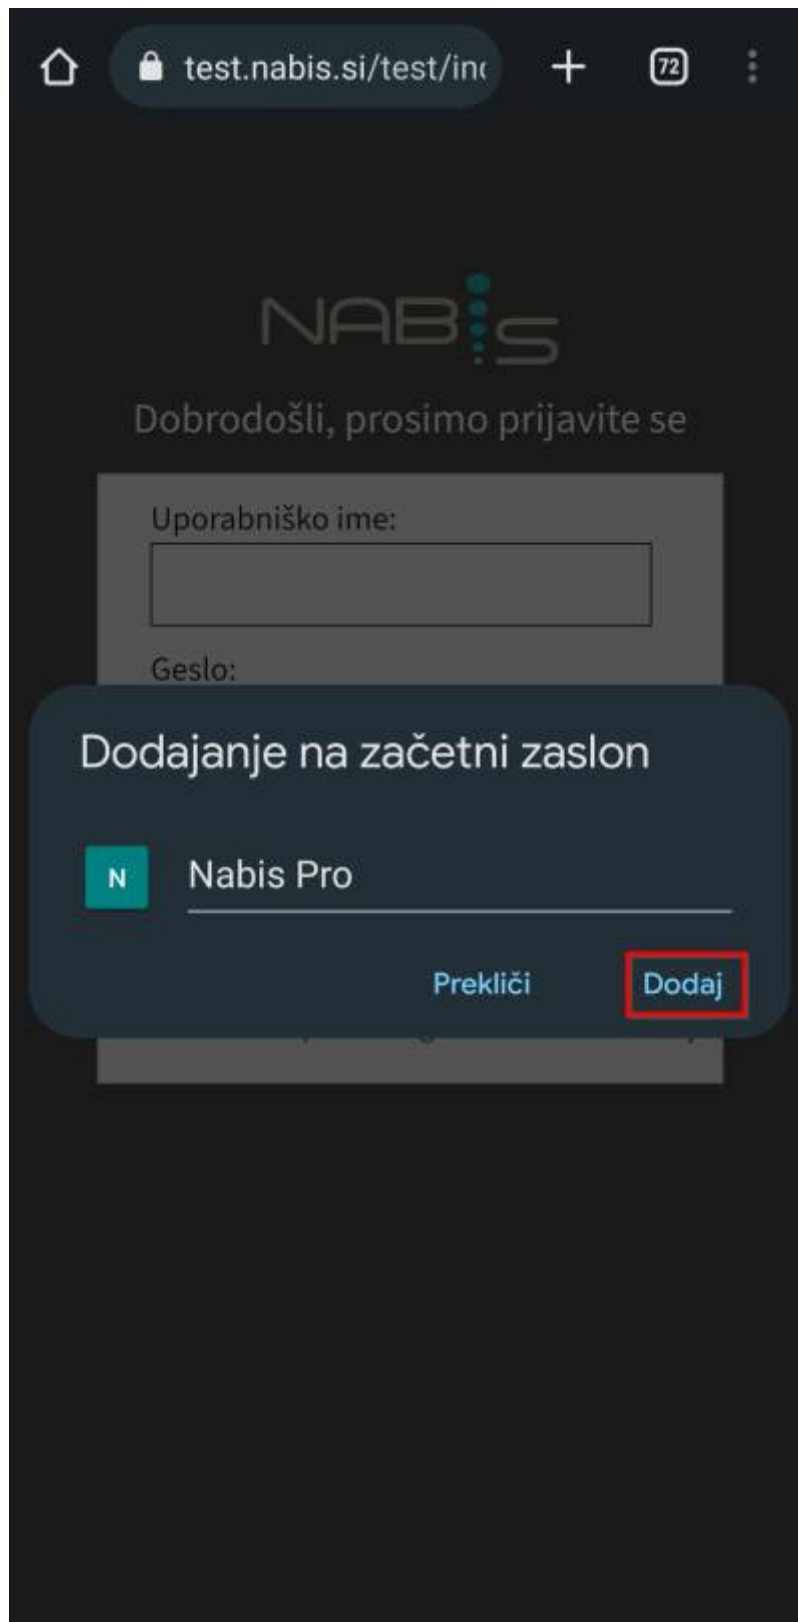 test.nabis.si/test/in
72
NABIS
Dobrodošli, prosimo prijavite se
Uporabniško ime:
Geslo:
Dodajanje na začetni zaslon
N
Nabis Pro
Prekliči
Dodaj